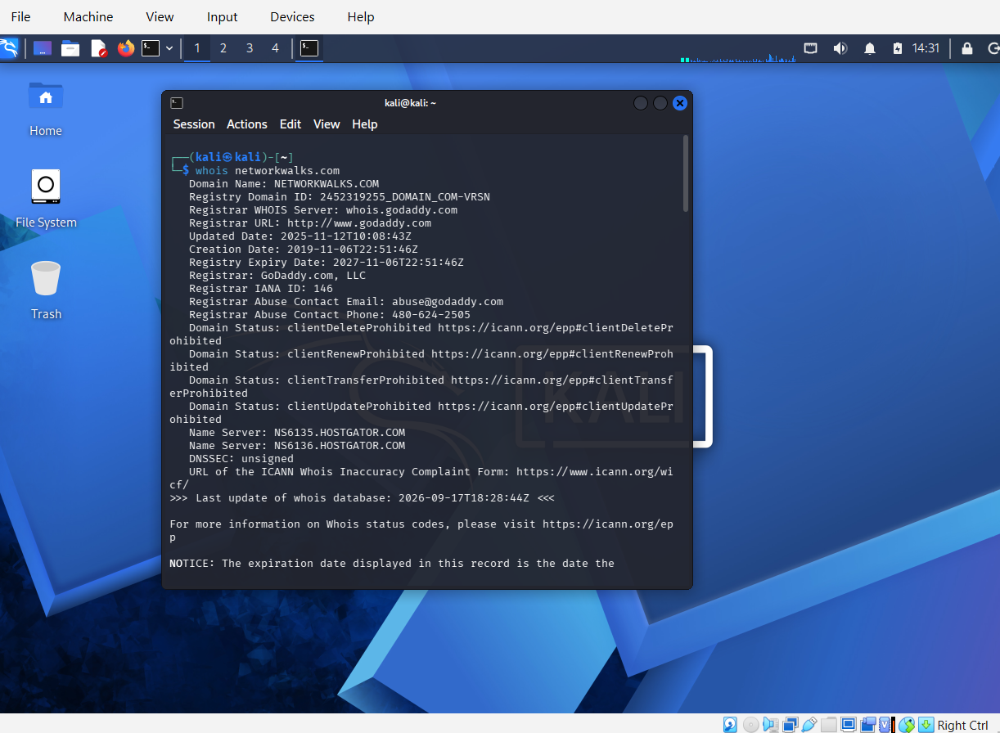 File Machine View Input Devices Help
1 2 3 4 14:31
Home
File System
Trash
kali@kali: ~
Session Actions Edit View Help
┌──(kali㉿kali)-[~]
└─$ whois networkwalks.com
Domain Name: NETWORKWALKS.COM
Registry Domain ID: 2452319255_DOMAIN_COM-VRSN
Registrar WHOIS Server: whois.godaddy.com
Registrar URL: http://www.godaddy.com
Updated Date: 2025-11-12T10:08:43Z
Creation Date: 2019-11-06T22:51:46Z
Registry Expiry Date: 2027-11-06T22:51:46Z
Registrar: GoDaddy.com, LLC
Registrar IANA ID: 146
Registrar Abuse Contact Email: abuse@godaddy.com
Registrar Abuse Contact Phone: 480-624-2505
Domain Status: clientDeleteProhibited https://icann.org/epp#clientDeletePr
ohibited
Domain Status: clientRenewProhibited https://icann.org/epp#clientRenewProh
ibited
Domain Status: clientTransferProhibited https://icann.org/epp#clientTransf
erProhibited
Domain Status: clientUpdateProhibited https://icann.org/epp#clientUpdatePr
ohibited
Name Server: NS6135.HOSTGATOR.COM
Name Server: NS6136.HOSTGATOR.COM
DNSSEC: unsigned
URL of the ICANN Whois Inaccuracy Complaint Form: https://www.icann.org/wi
cf/
>>> Last update of whois database: 2026-09-17T18:28:44Z <<<
For more information on Whois status codes, please visit https://icann.org/ep
p
NOTICE: The expiration date displayed in this record is the date the
KALI
Right Ctrl